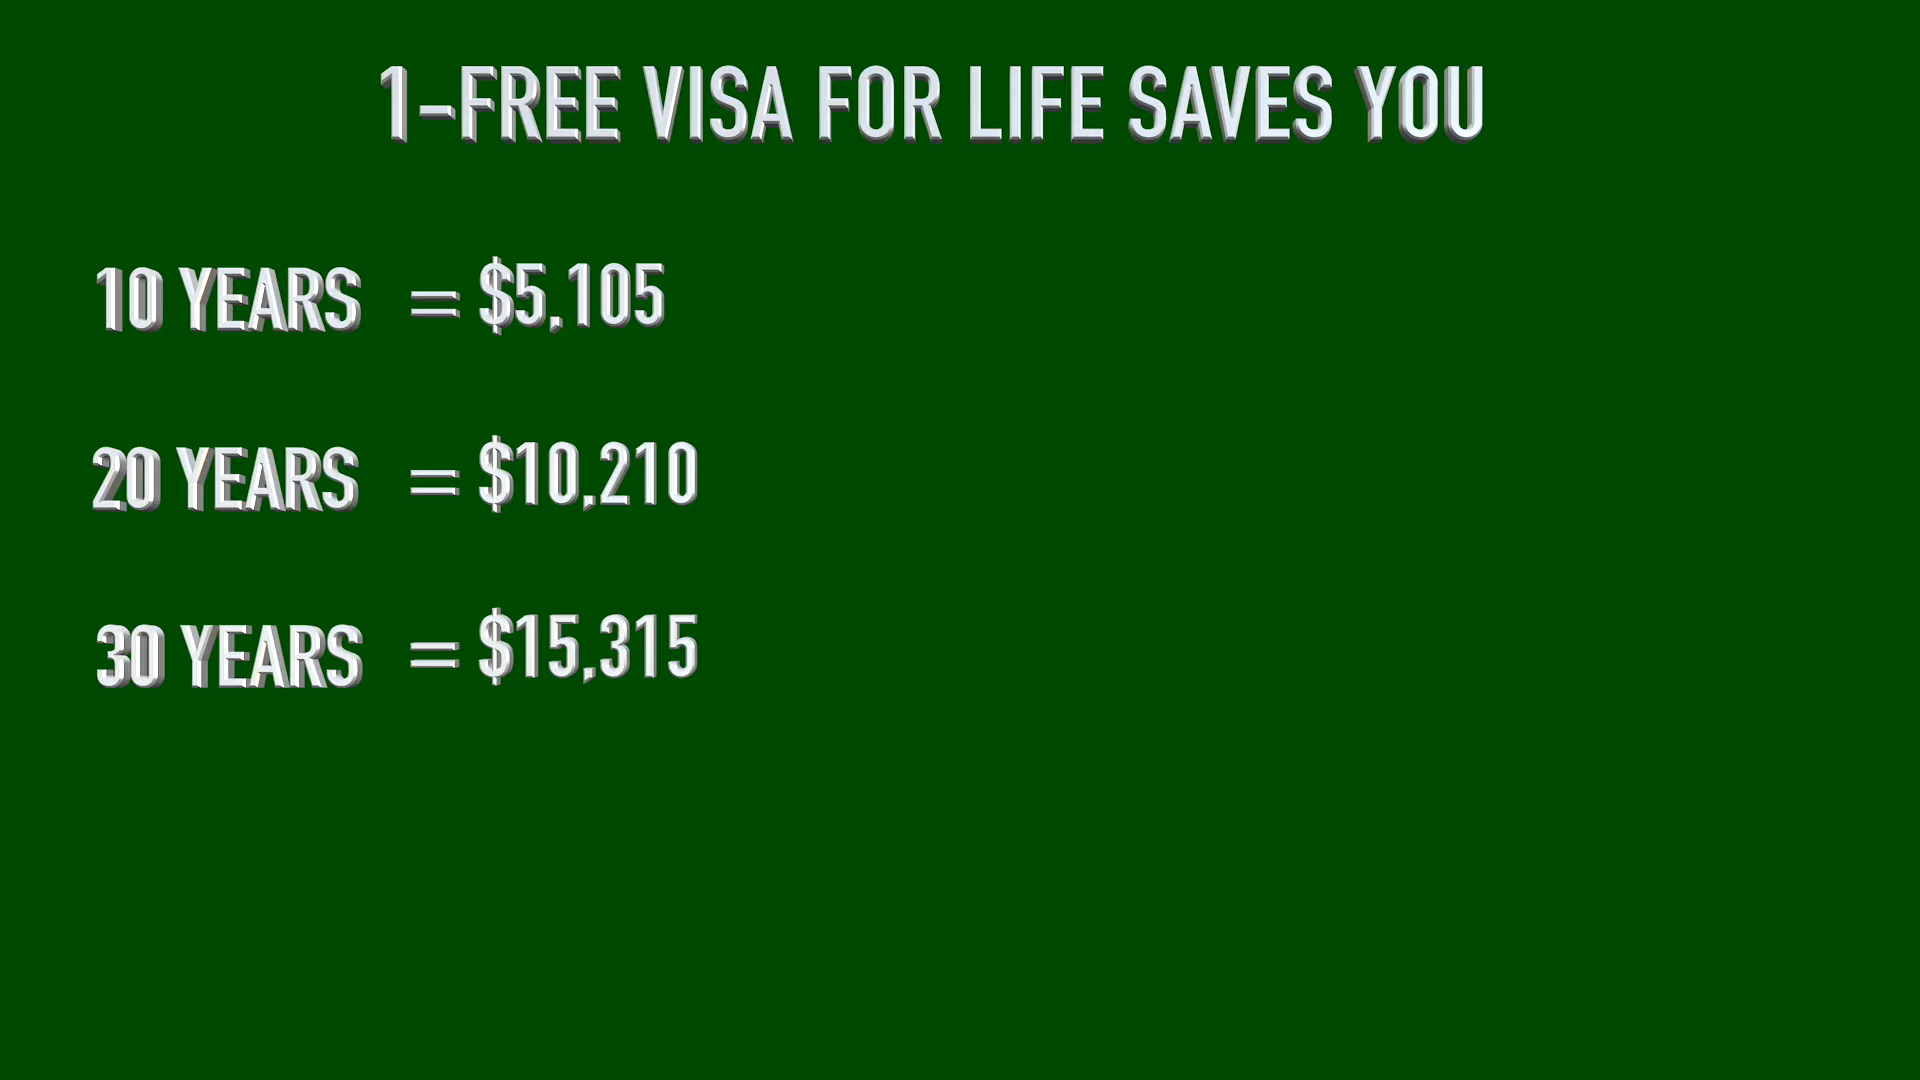 1-FREE VISA FOR LIFE SAVES YOU
10 YEARS = $5,105
20 YEARS = $10,210
30 YEARS = $15,315